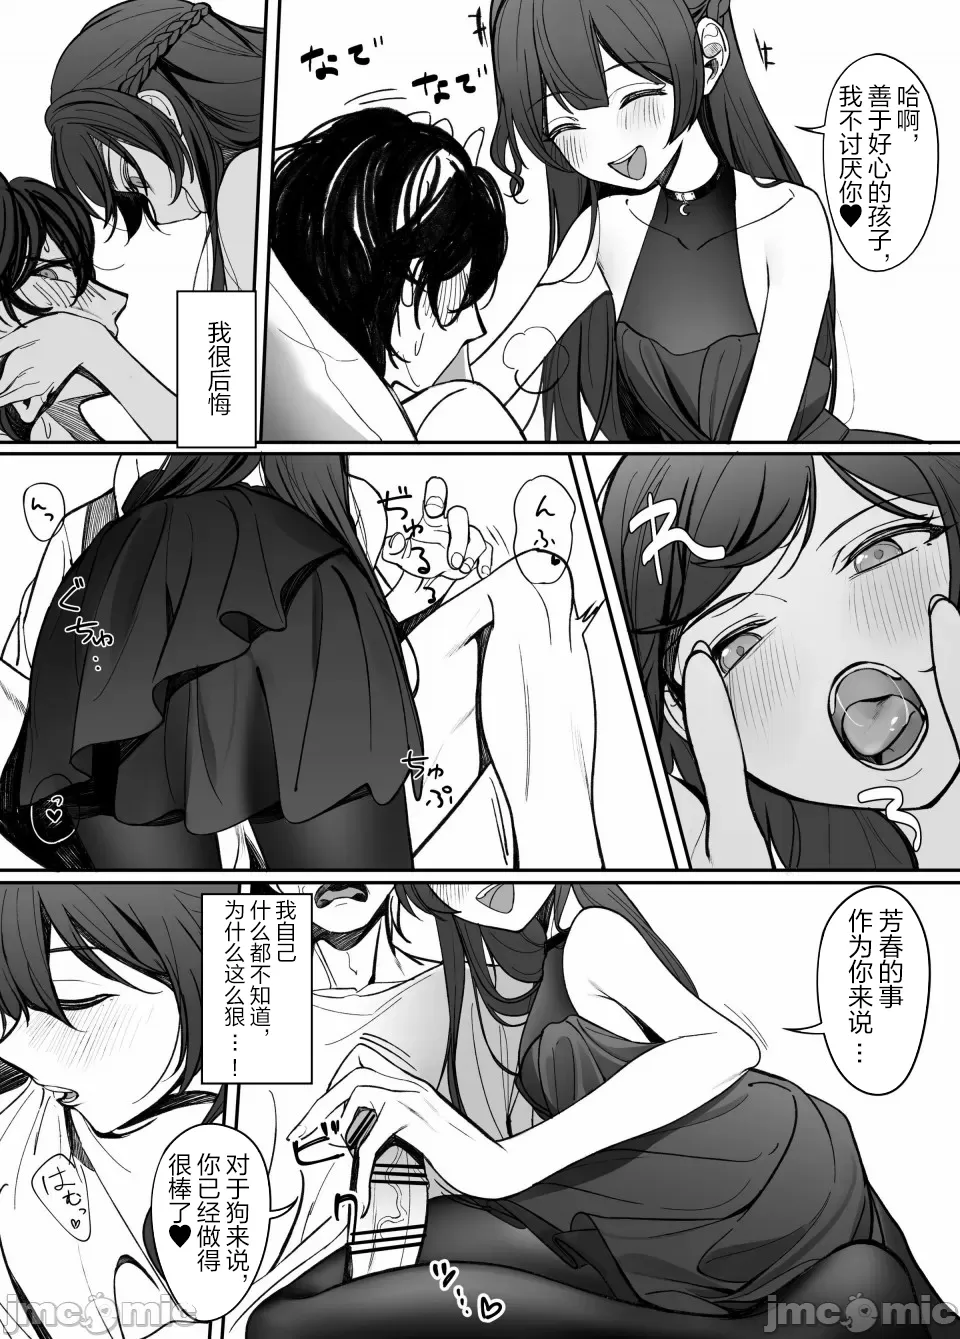 哈啊，
善于好心的孩子，
我不讨厌你♥
なでﾞ
なでﾞ
我很后悔
れ
ろ
んふ♥
ぢゅるる
んっ
ぐちゅ…
ちゅぷ
っ♡
芳春的事
作为你来说…
我自己
什么都不知道，
为什么这么狠…！
ビ
はむっ♡
对于狗来说，
你已经做得
很棒了♥
jmcomic
jmcomic